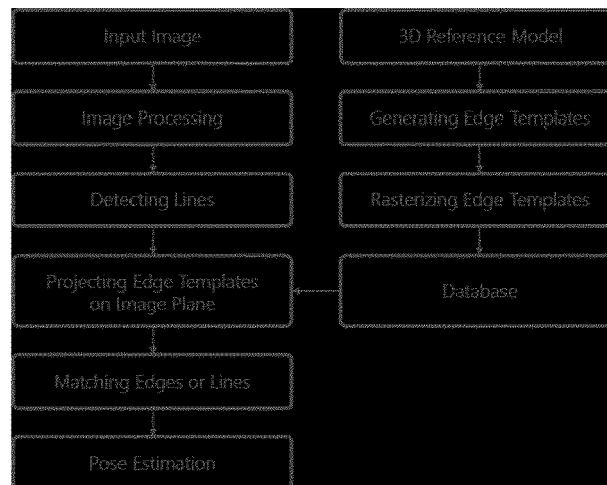 Input Image
Image Processing
Detecting Lines
Projecting Edge Templates
on Image Plane
Matching Edges or Lines
Pose Estimation
3D Reference Model
Generating Edge Templates
Rasterizing Edge Templates
Database